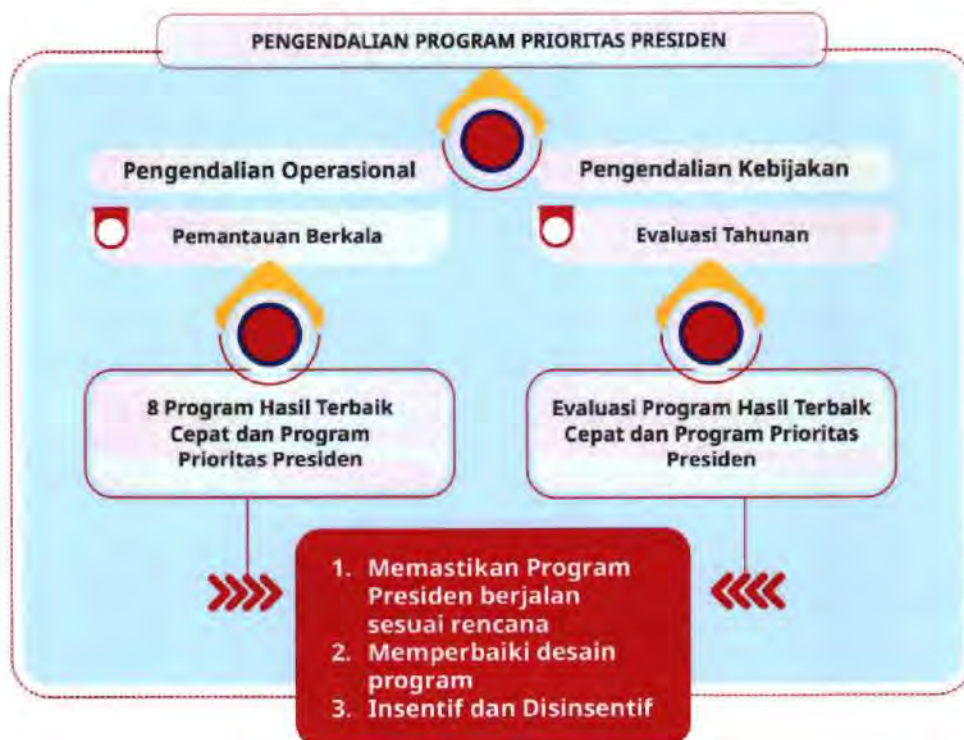 PENGENDALIAN PROGRAM PRIORITAS PRESIDEN
Pengendalian Operasional
Pemantauan Berkala
Pengendalian Kebijakan
Evaluasi Tahunan
8 Program Hasil Terbaik
Cepat dan Program
Prioritas Presiden
Evaluasi Program Hasil Terbaik
Cepat dan Program Prioritas
Presiden
1. Memastikan Program
Presiden berjalan
sesuai rencana
2. Memperbaiki desain
program
3. Insentif dan Disinsentif